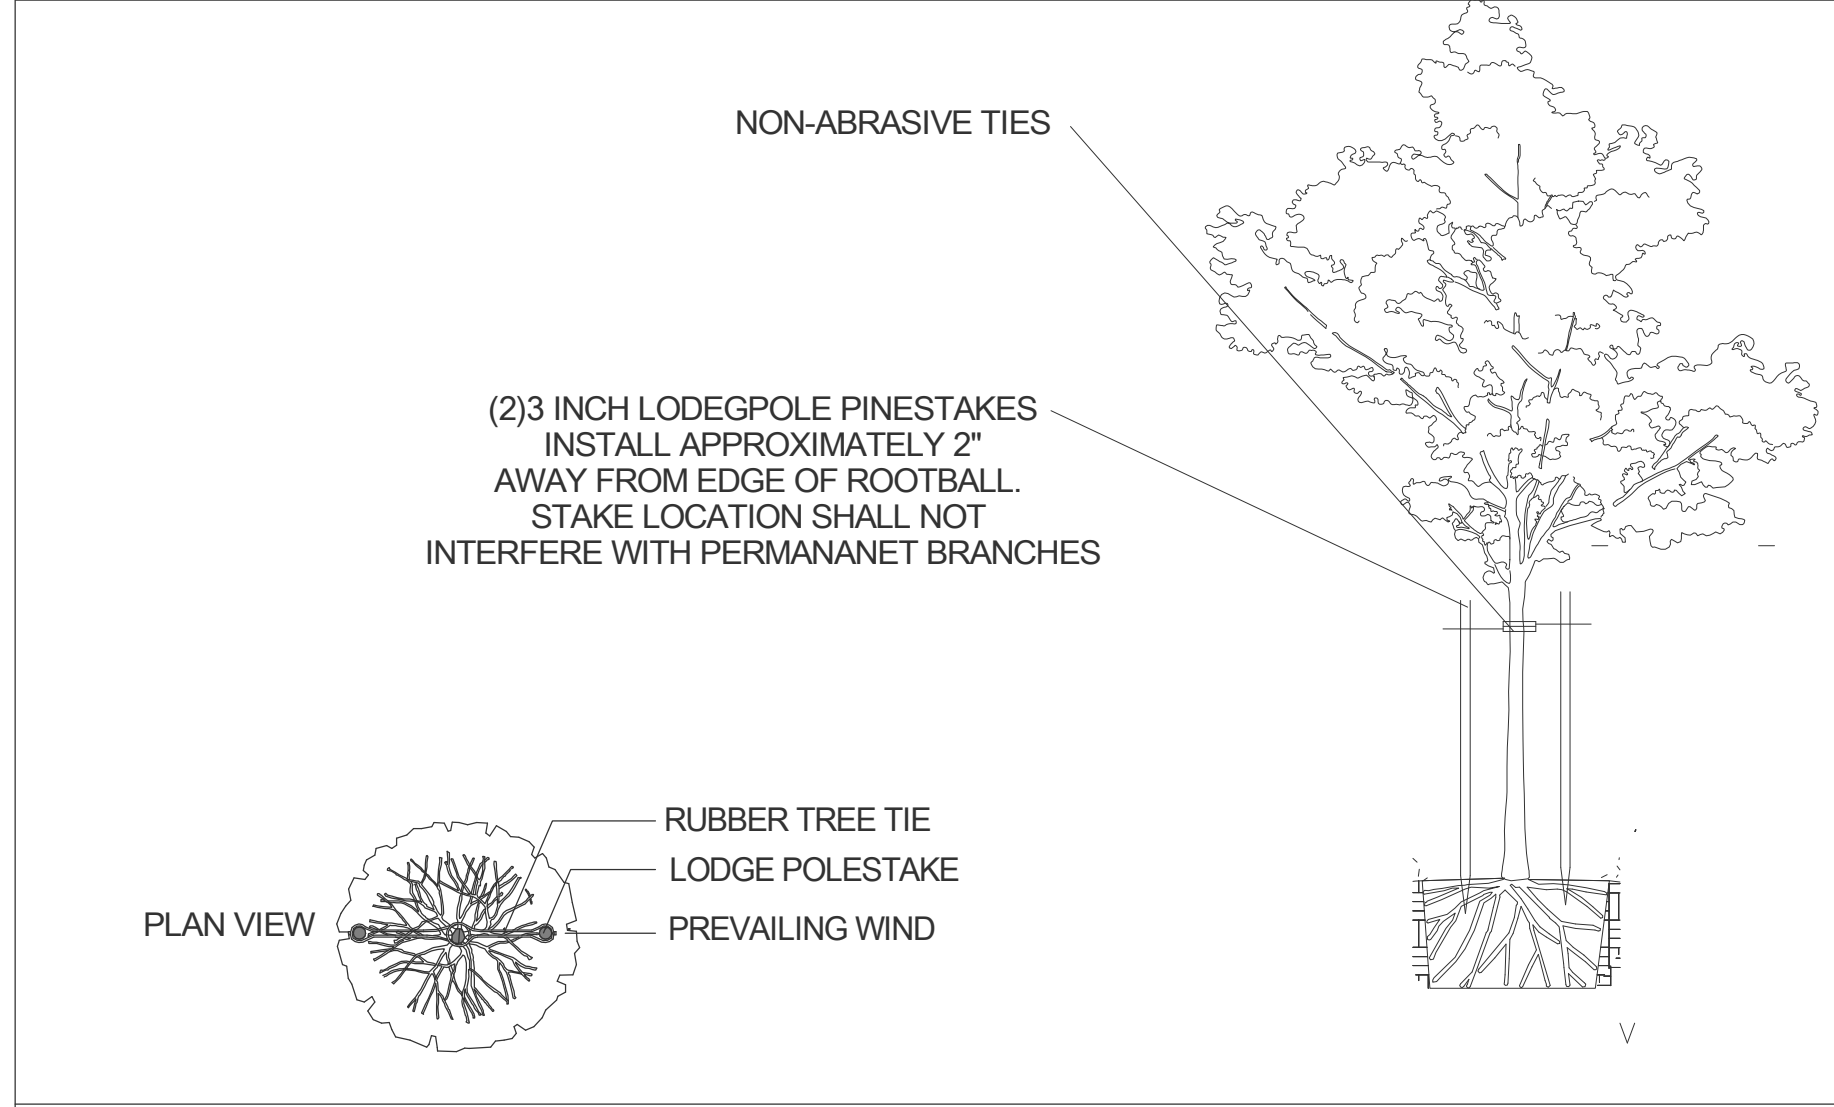 NON-ABRASIVE TIES
(2)3 INCH LODEGPOLE PINESTAKES
INSTALL APPROXIMATELY 2"
AWAY FROM EDGE OF ROOTBALL.
STAKE LOCATION SHALL NOT
INTERFERE WITH PERMANANET BRANCHES
RUBBER TREE TIE
LODGE POLESTAKE
PLAN VIEW
PREVAILING WIND